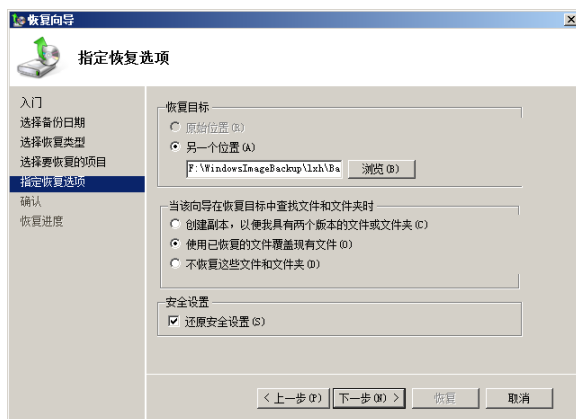 恢复向导
指定恢复选项
入门
选择备份日期
选择恢复类型
选择要恢复的项目
指定恢复选项
确认
恢复进度
恢复目标
原始位置(R)
另一个位置(A)
F:\WindowsImageBackup\lxh\Ba
浏览(B)
当该向导在恢复目标中查找文件和文件夹时
创建副本，以便我具有两个版本的文件或文件夹(C)
使用已恢复的文件覆盖现有文件(O)
不恢复这些文件和文件夹(D)
安全设置
还原安全设置(S)
< 上一步(P)
下一步(N) >
恢复
取消